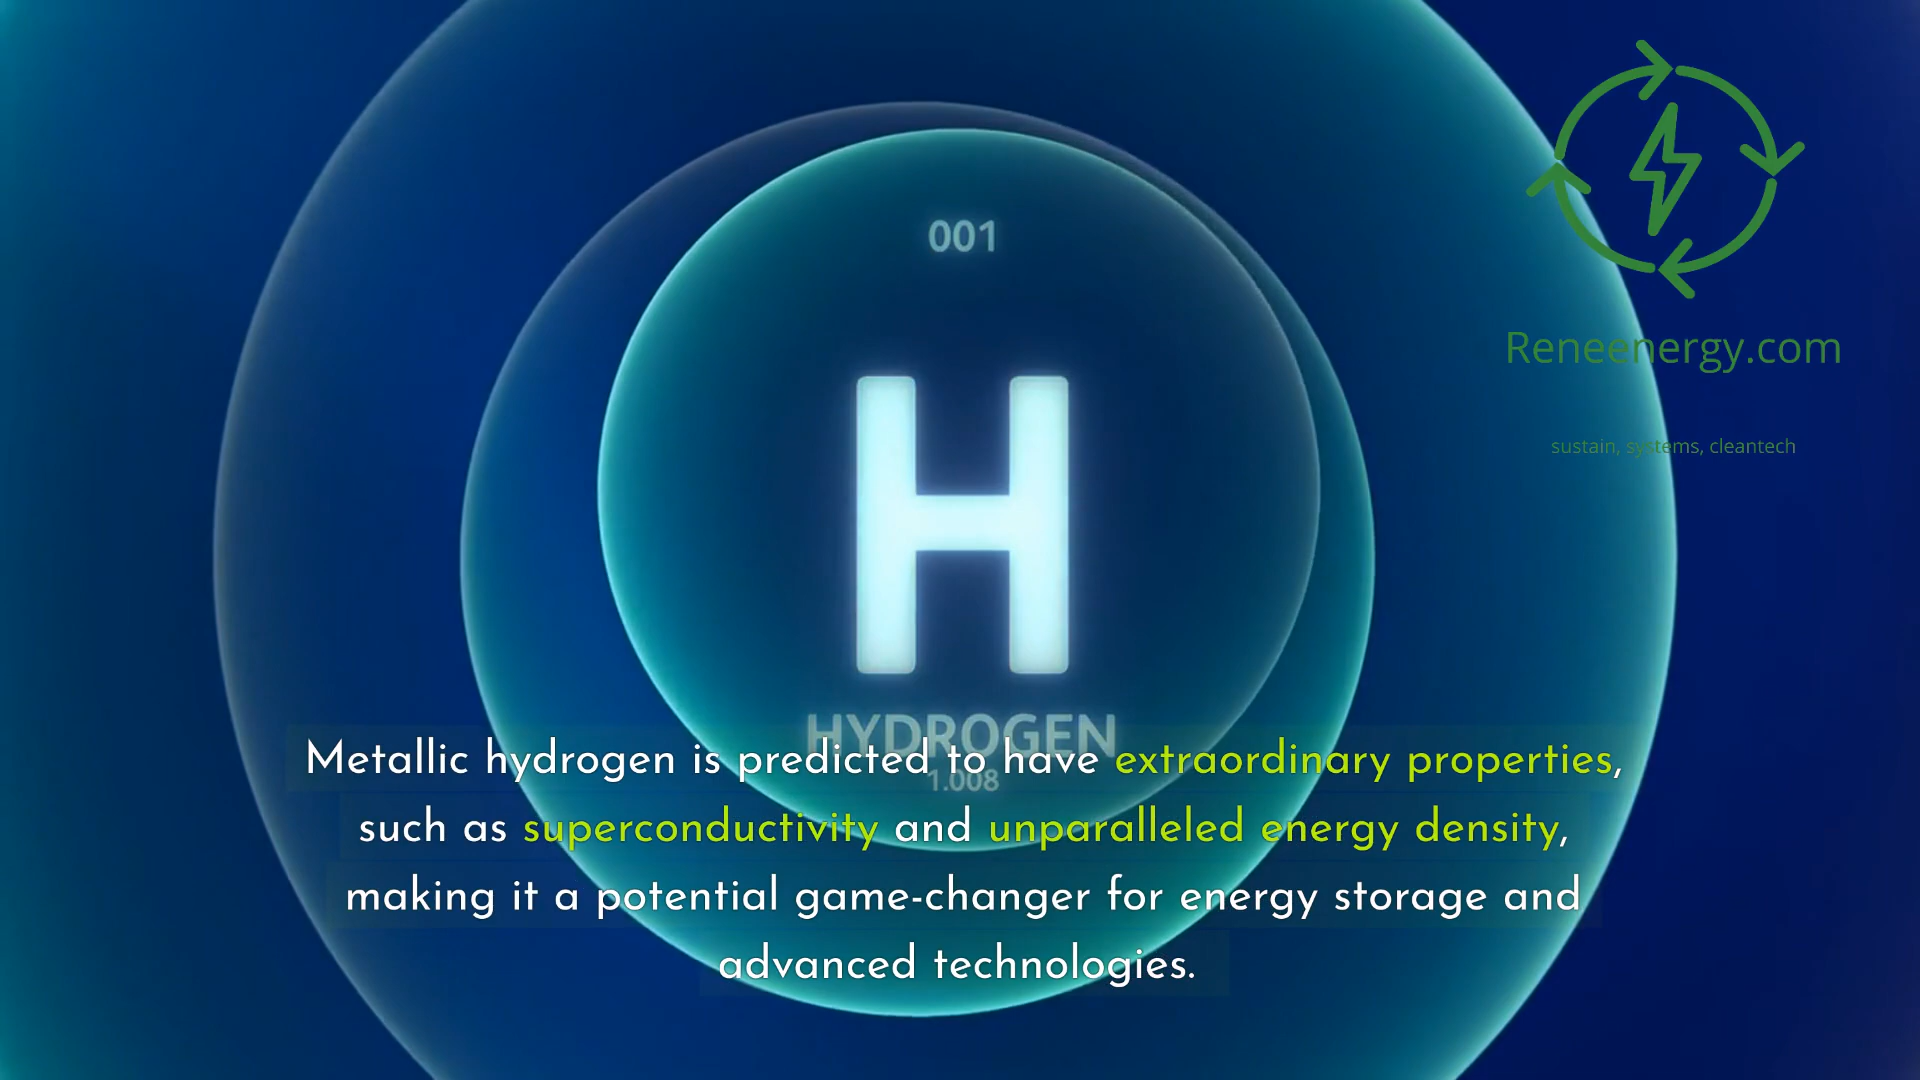 001
H
HYDROGEN
1.008
Reneenergy.com
sustain, systems, cleantech
Metallic hydrogen is predicted to have extraordinary properties,
such as superconductivity and unparalleled energy density,
making it a potential game-changer for energy storage and
advanced technologies.